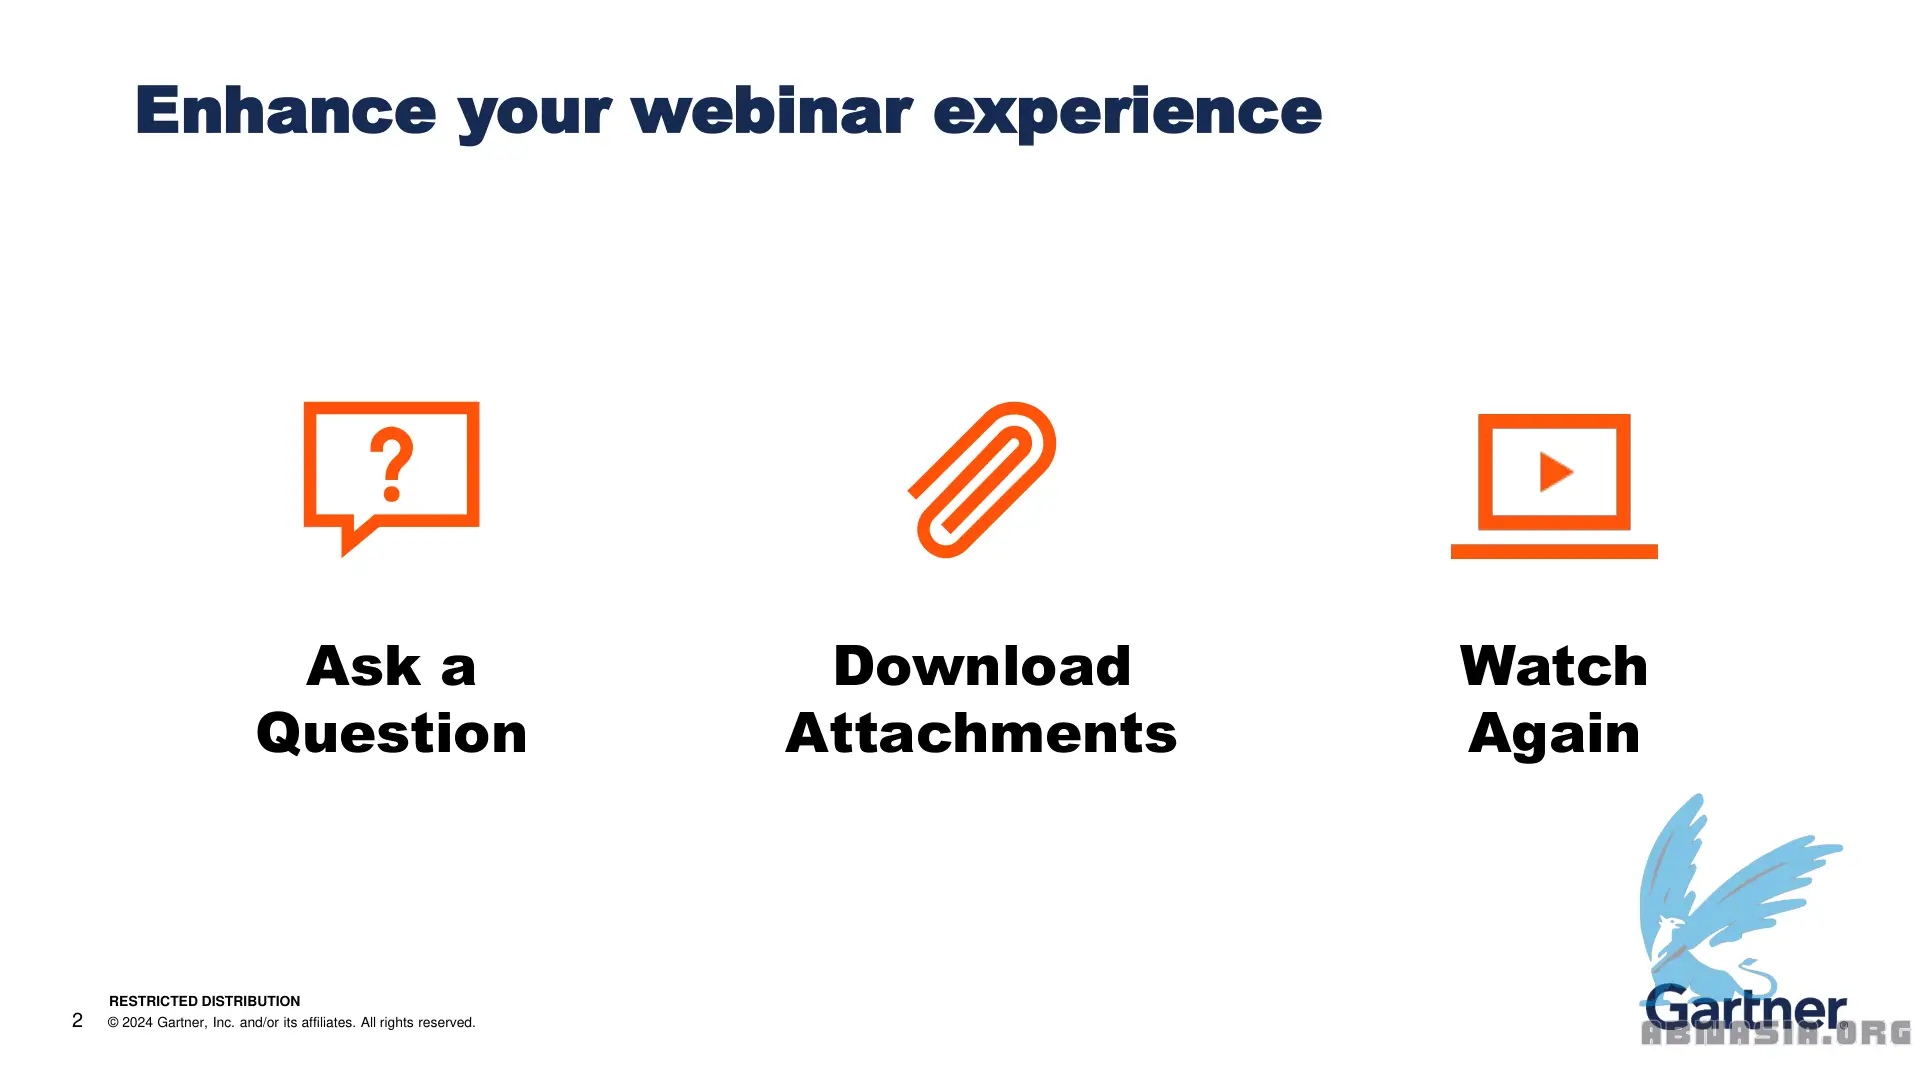 Enhance your webinar experience
?
Ask a
Question
Download
Attachments
Watch
Again
RESTRICTED DISTRIBUTION
2 © 2024 Gartner, Inc. and/or its affiliates. All rights reserved.
Gartner®
ABNASIA.ORG